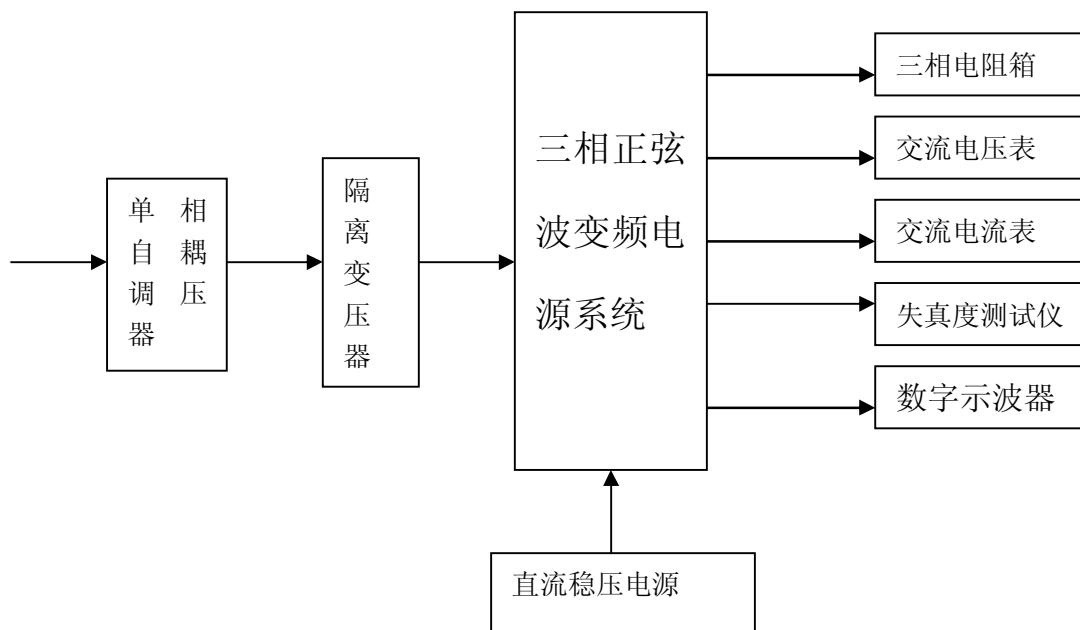 单 相
自 耦
调 压
器
隔
离
变
压
器
三相正弦
波变频电
源系统
三相电阻箱
交流电压表
交流电流表
失真度测试仪
数字示波器
直流稳压电源